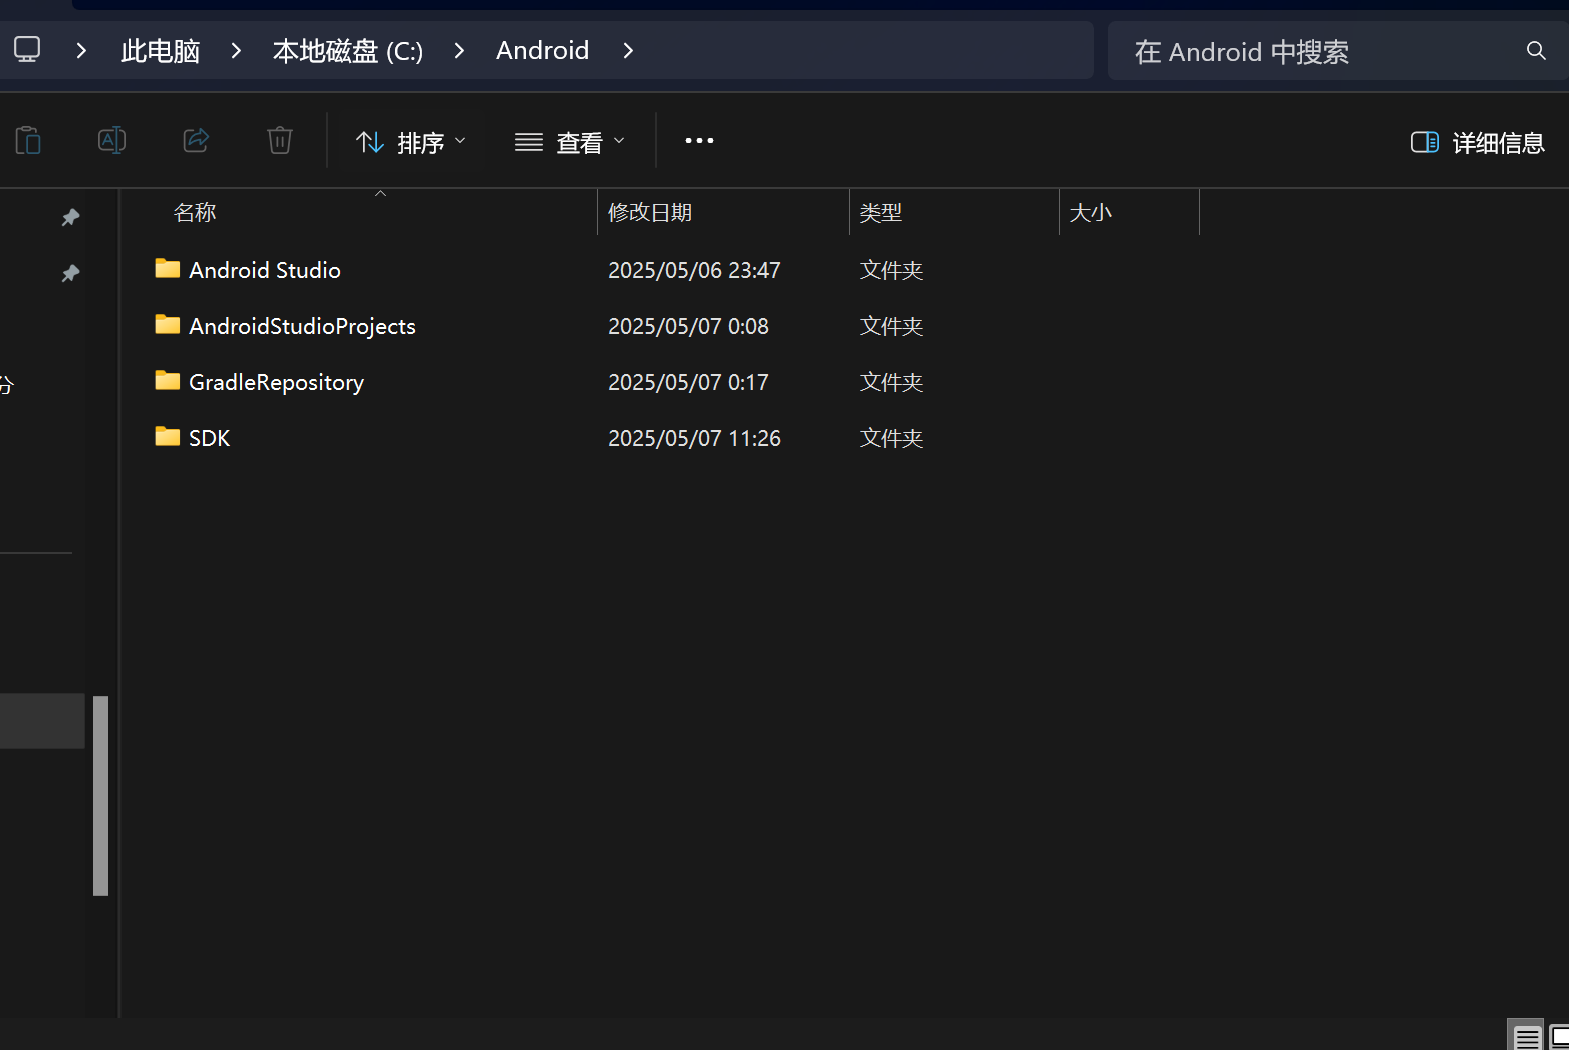 此电脑 本地磁盘 (C:) Android 在 Android 中搜索
排序 查看 详细信息
名称 修改日期 类型 大小
Android Studio 2025/05/06 23:47 文件夹
AndroidStudioProjects 2025/05/07 0:08 文件夹
GradleRepository 2025/05/07 0:17 文件夹
分
SDK 2025/05/07 11:26 文件夹